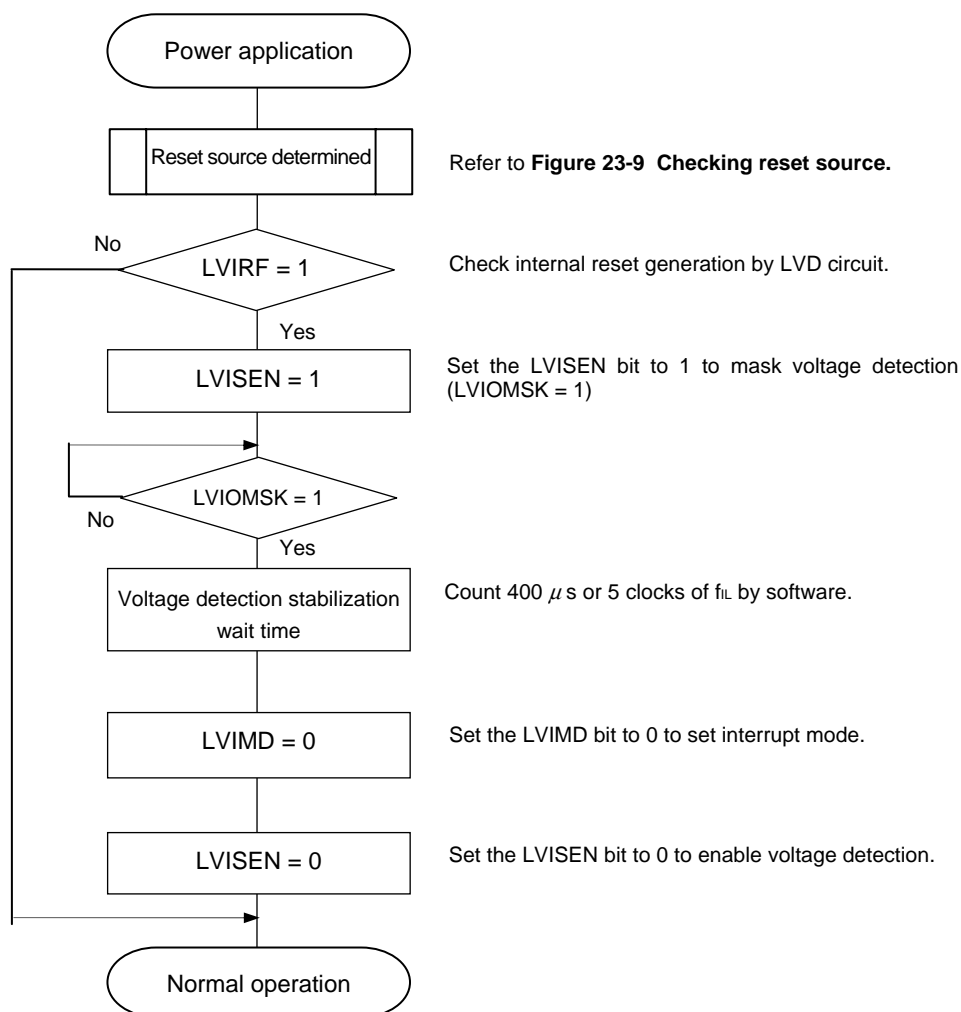 Power application
Reset source determined
Refer to Figure 23-9 Checking reset source.
No
LVIRF = 1
Check internal reset generation by LVD circuit.
Yes
LVISEN = 1
Set the LVISEN bit to 1 to mask voltage detection
(LVIOMSK = 1)
LVIOMSK = 1
No
Yes
Voltage detection stabilization
wait time
Count 400 μs or 5 clocks of fIL by software.
LVIMD = 0
Set the LVIMD bit to 0 to set interrupt mode.
LVISEN = 0
Set the LVISEN bit to 0 to enable voltage detection.
Normal operation